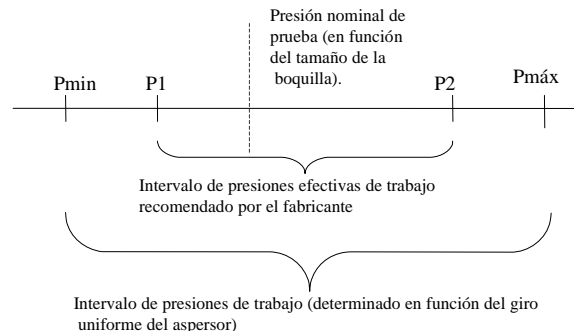 Presión nominal de
prueba (en función
del tamaño de la
boquilla).
Pmin
P1
P2
Pmáx
Intervalo de presiones efectivas de trabajo
recomendado por el fabricante
Intervalo de presiones de trabajo (determinado en función del giro
uniforme del aspersor)